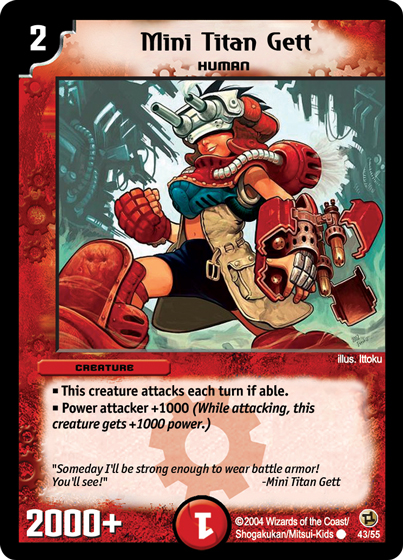 2
Mini Titan Gett
HUMAN
illus. Ittoku
CREATURE
▪ This creature attacks each turn if able.
▪ Power attacker +1000 (While attacking, this
creature gets +1000 power.)
"Someday I'll be strong enough to wear battle armor!
You'll see!" -Mini Titan Gett
2000+
1
©2004 Wizards of the Coast/
Shogakukan/Mitsui-Kids ● 43/55